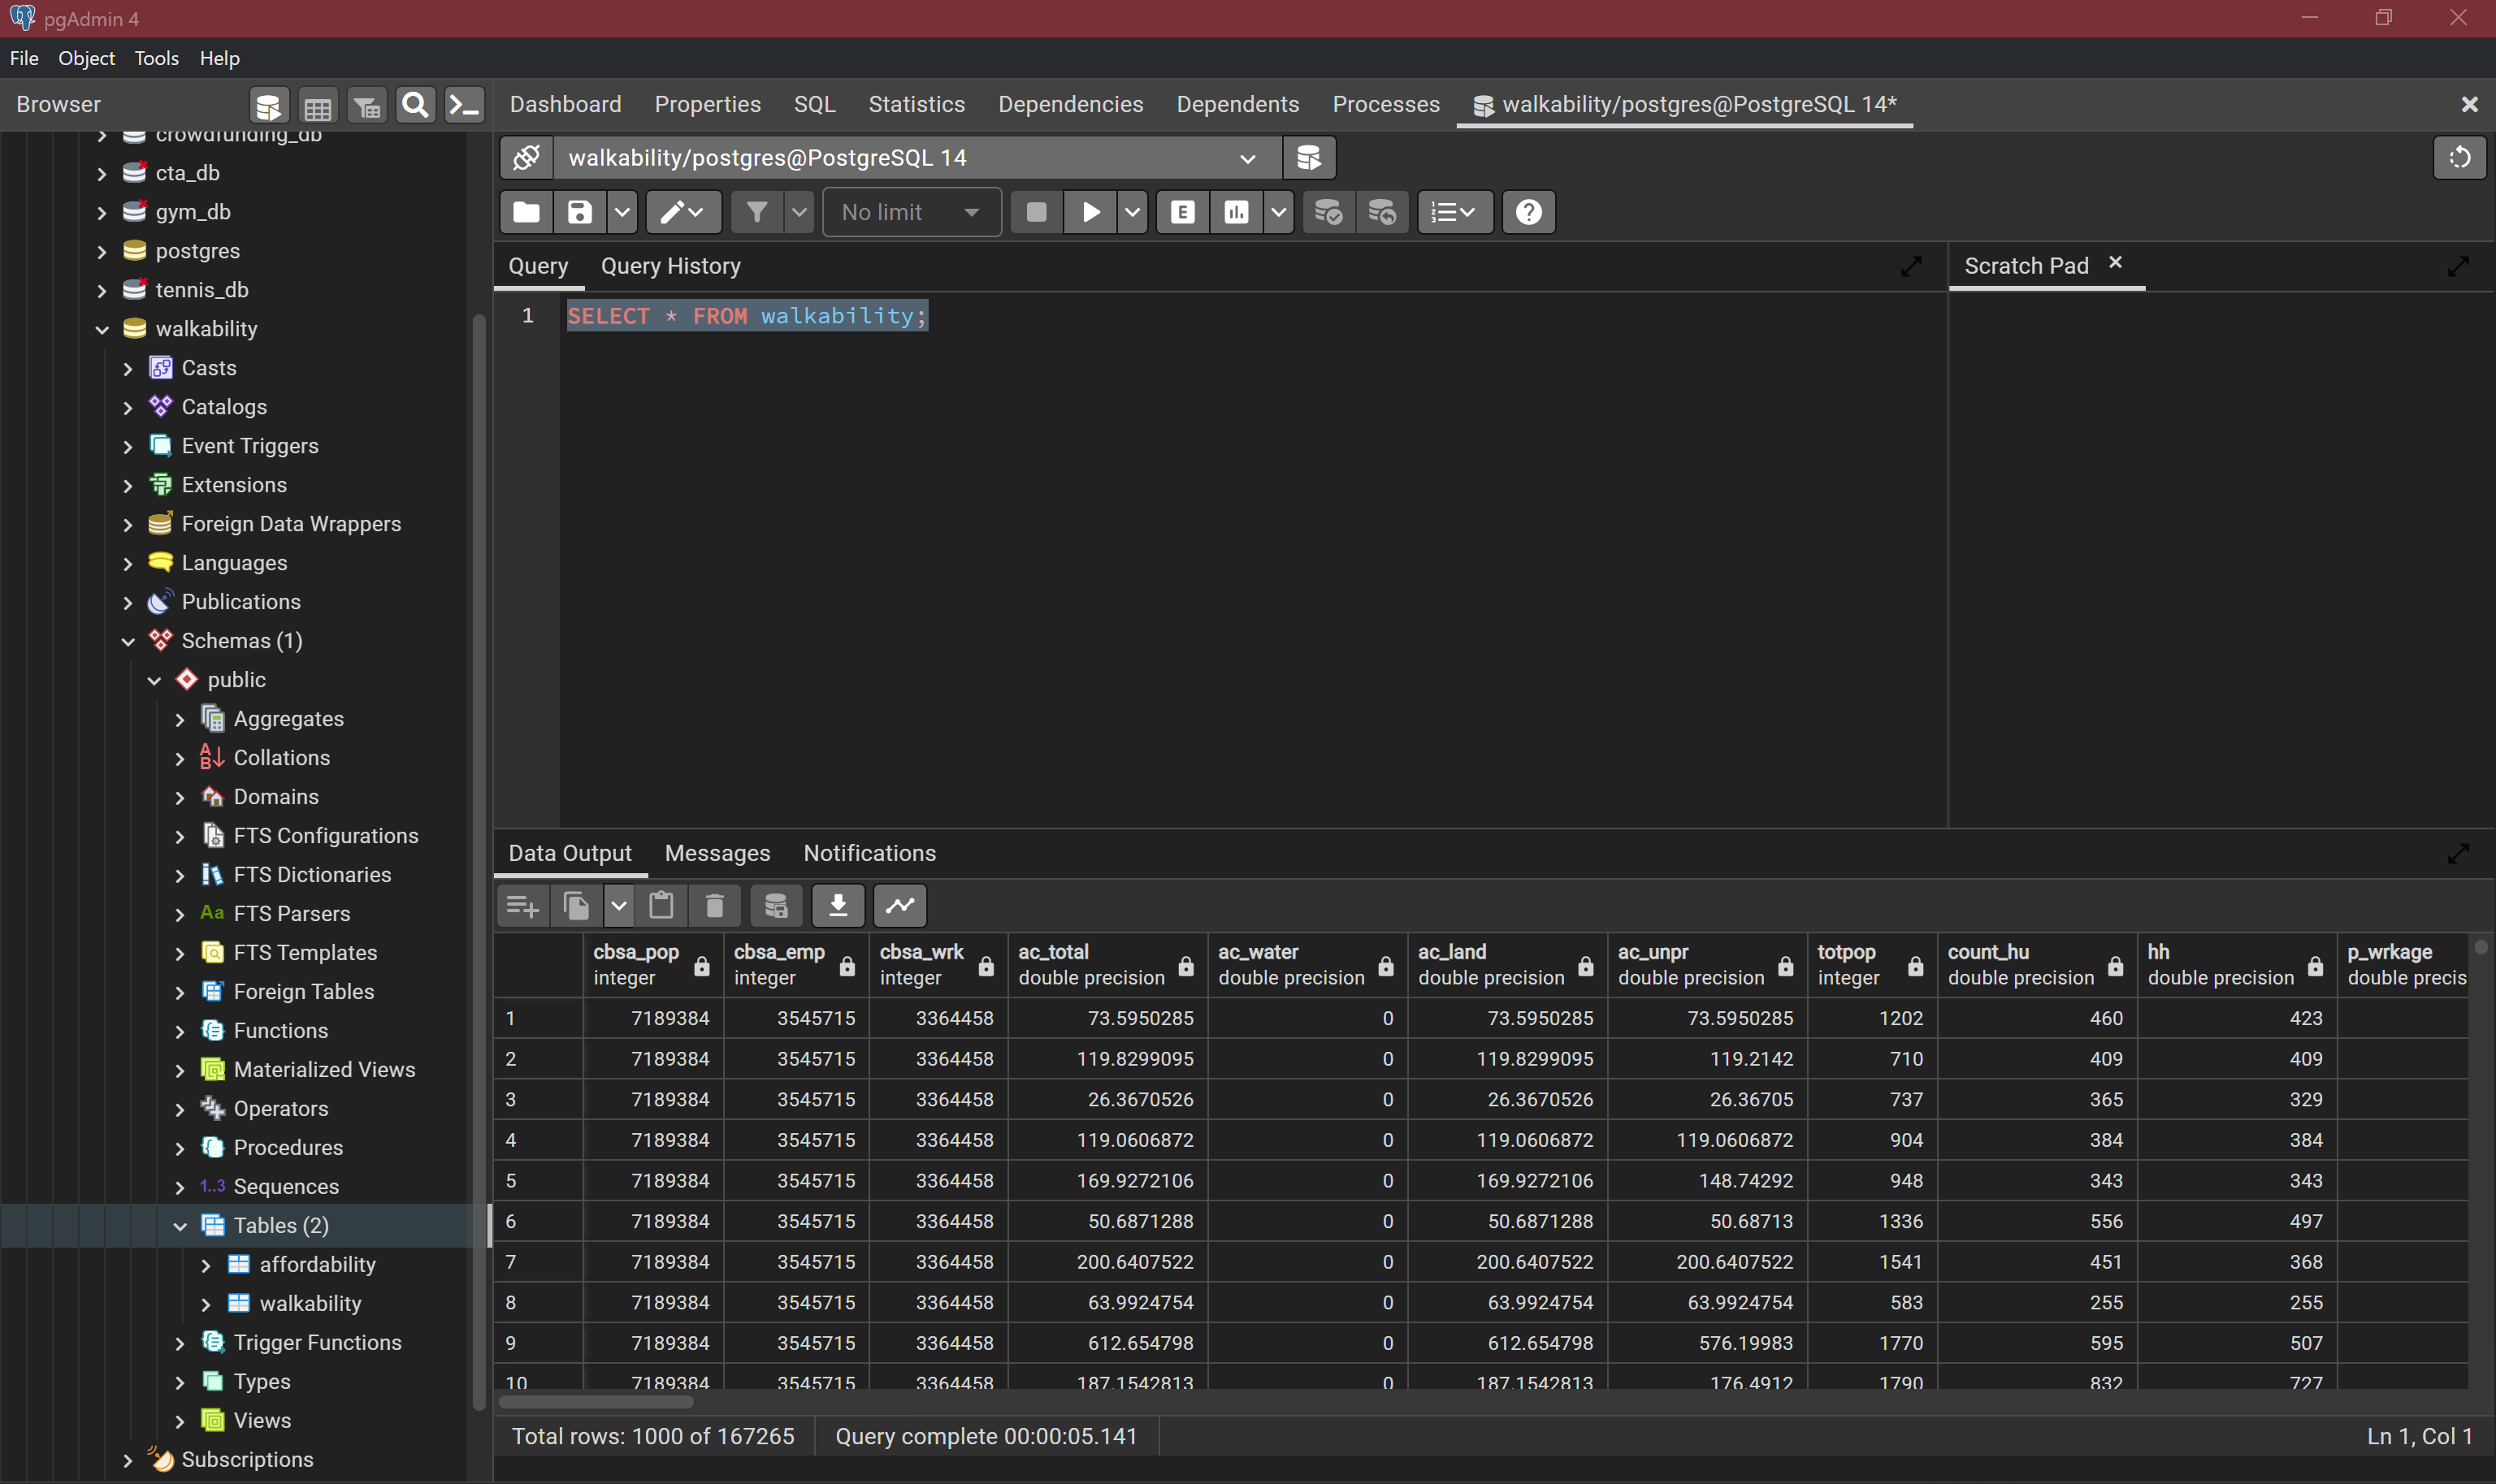 pgAdmin 4
File Object Tools Help
Browser
Dashboard Properties SQL Statistics Dependencies Dependents Processes walkability/postgres@PostgreSQL 14*
crowdfunding_db
cta_db
gym_db
postgres
tennis_db
walkability
Casts
Catalogs
Event Triggers
Extensions
Foreign Data Wrappers
Languages
Publications
Schemas (1)
public
Aggregates
Collations
Domains
FTS Configurations
FTS Dictionaries
Aa FTS Parsers
FTS Templates
Foreign Tables
Functions
Materialized Views
Operators
Procedures
1..3 Sequences
Tables (2)
affordability
walkability
Trigger Functions
Types
Views
Subscriptions
walkability/postgres@PostgreSQL 14
No limit
E
Query Query History
Scratch Pad
1 SELECT * FROM walkability;
Data Output Messages Notifications
cbsa_pop cbsa_emp cbsa_wrk ac_total ac_water ac_land ac_unpr totpop count_hu hh p_wrkage
integer integer integer double precision double precision double precision double precision integer double precision double precision double precis
1 7189384 3545715 3364458 73.5950285 0 73.5950285 73.5950285 1202 460 423
2 7189384 3545715 3364458 119.8299095 0 119.8299095 119.2142 710 409 409
3 7189384 3545715 3364458 26.3670526 0 26.3670526 26.36705 737 365 329
4 7189384 3545715 3364458 119.0606872 0 119.0606872 119.0606872 904 384 384
5 7189384 3545715 3364458 169.9272106 0 169.9272106 148.74292 948 343 343
6 7189384 3545715 3364458 50.6871288 0 50.6871288 50.68713 1336 556 497
7 7189384 3545715 3364458 200.6407522 0 200.6407522 200.6407522 1541 451 368
8 7189384 3545715 3364458 63.9924754 0 63.9924754 63.9924754 583 255 255
9 7189384 3545715 3364458 612.654798 0 612.654798 576.19983 1770 595 507
10 7189384 3545715 3364458 187.1542813 0 187.1542813 176.4912 1790 832 727
Total rows: 1000 of 167265 Query complete 00:00:05.141 Ln 1, Col 1